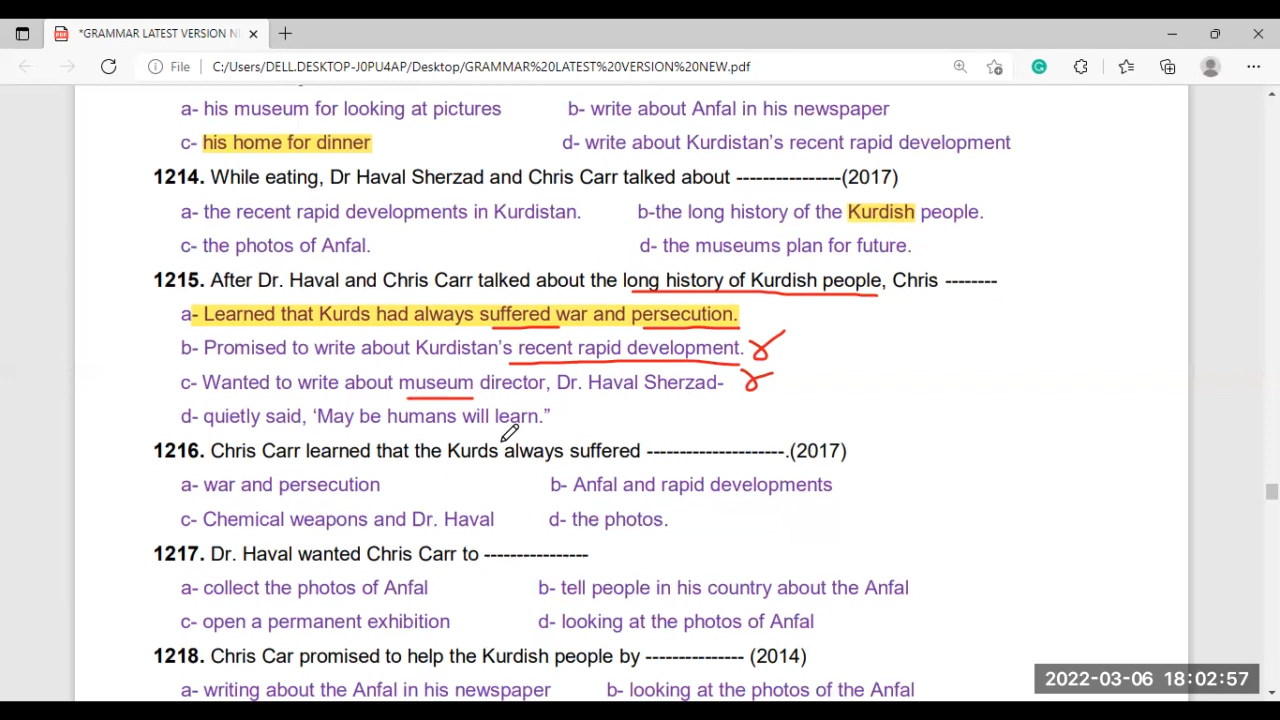 *GRAMMAR LATEST VERSION N
File C:/Users/DELL.DESKTOP-J0PU4AP/Desktop/GRAMMAR%20LATEST%20VERSION%20NEW.pdf
a- his museum for looking at pictures b- write about Anfal in his newspaper
c- his home for dinner d- write about Kurdistan’s recent rapid development
1214. While eating, Dr Haval Sherzad and Chris Carr talked about ----------------(2017)
a- the recent rapid developments in Kurdistan. b-the long history of the Kurdish people.
c- the photos of Anfal. d- the museums plan for future.
1215. After Dr. Haval and Chris Carr talked about the long history of Kurdish people, Chris --------
a- Learned that Kurds had always suffered war and persecution.
b- Promised to write about Kurdistan’s recent rapid development.
c- Wanted to write about museum director, Dr. Haval Sherzad-
d- quietly said, ‘May be humans will learn.”
1216. Chris Carr learned that the Kurds always suffered ---------------------.(2017)
a- war and persecution b- Anfal and rapid developments
c- Chemical weapons and Dr. Haval d- the photos.
1217. Dr. Haval wanted Chris Carr to ----------------
a- collect the photos of Anfal b- tell people in his country about the Anfal
c- open a permanent exhibition d- looking at the photos of Anfal
1218. Chris Car promised to help the Kurdish people by --------------- (2014)
a- writing about the Anfal in his newspaper b- looking at the photos of the Anfal
2022-03-06 18:02:57